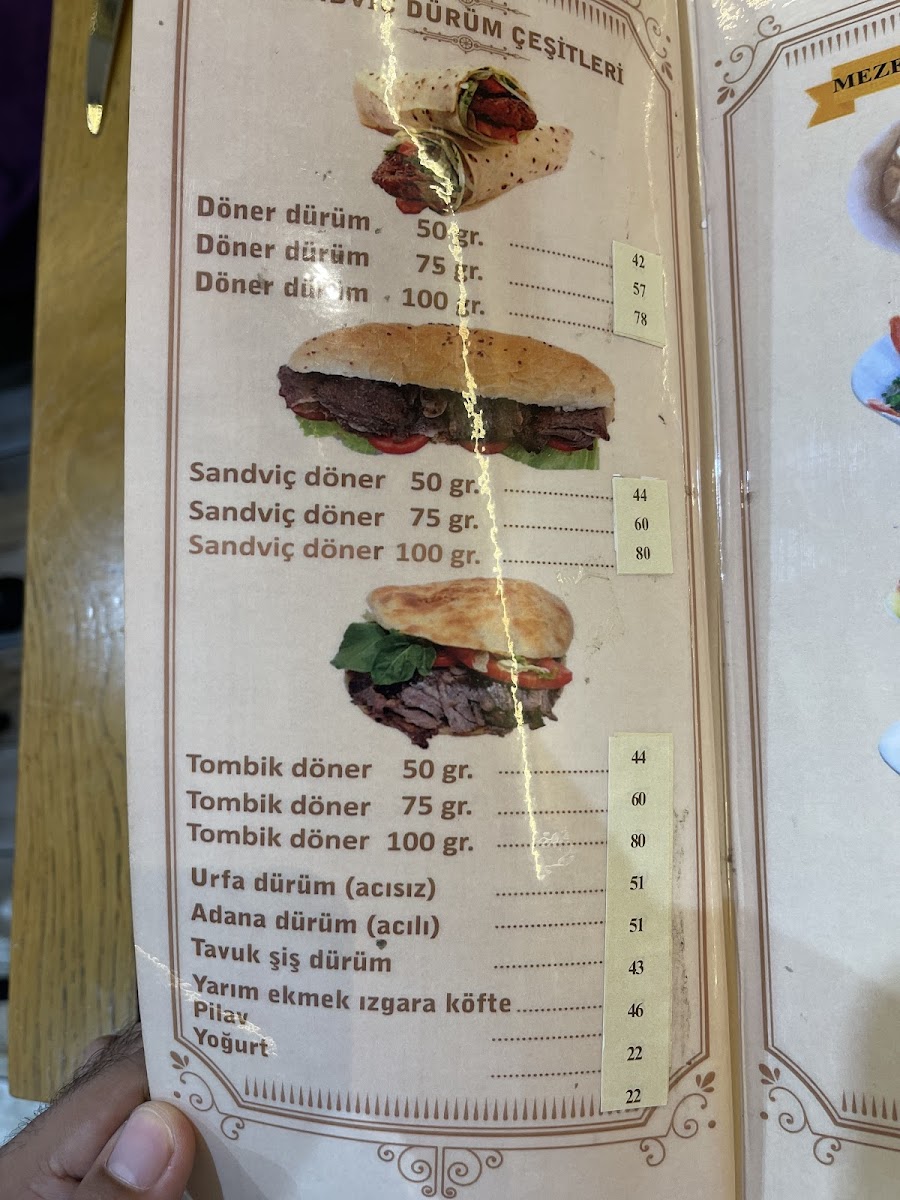 DÜRÜM ÇEŞİTLERİ
Döner dürüm 50 gr. 42
Döner dürüm 75 gr. 57
Döner dürüm 100 gr. 78
Sandviç döner 50 gr. 44
Sandviç döner 75 gr. 60
Sandviç döner 100 gr. 80
Tombik döner 50 gr. 44
Tombik döner 75 gr. 60
Tombik döner 100 gr. 80
Urfa dürüm (acısız) 51
Adana dürüm (acılı) 51
Tavuk şiş dürüm 43
Yarım ekmek ızgara köfte 46
Pilav 22
Yoğurt 22
MEZE